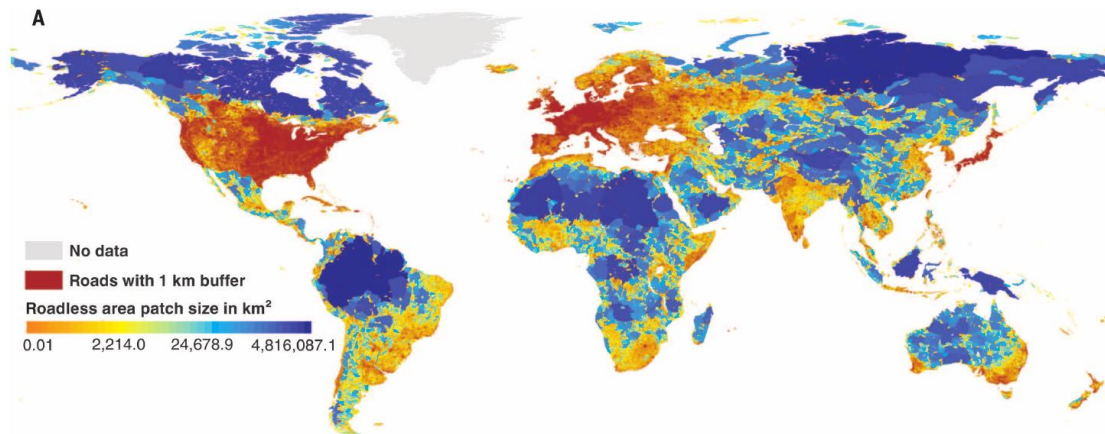 A
No data
Roads with 1 km buffer
Roadless area patch size in km²
0.01 2,214.0 24,678.9 4,816,087.1